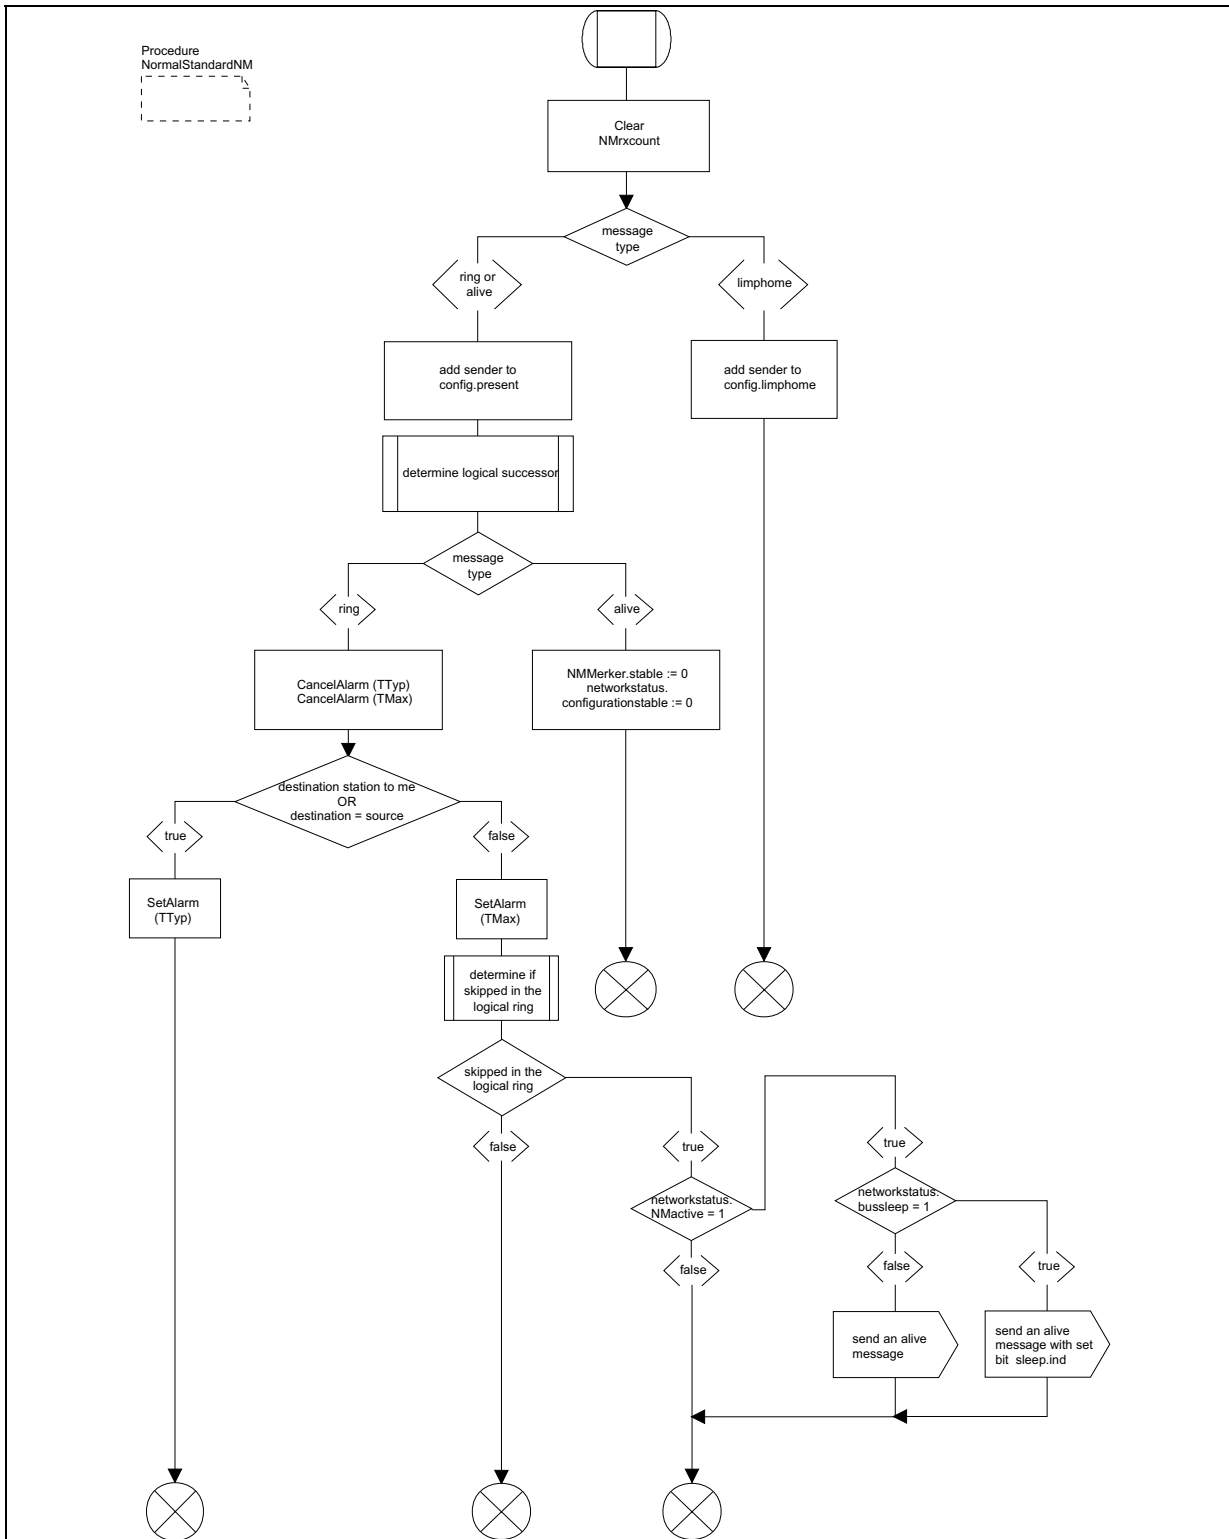 Procedure
NormalStandardNM
Clear
NMrxcount
message
type
ring or
alive
limphome
add sender to
config.present
add sender to
config.limphome
determine logical successor
message
type
ring
alive
CancelAlarm (TTyp)
CancelAlarm (TMax)
NMMerker.stable := 0
networkstatus.
configurationstable := 0
destination station to me
OR
destination = source
true
false
SetAlarm
(TTyp)
SetAlarm
(TMax)
determine if
skipped in the
logical ring
skipped in the
logical ring
false
true
true
networkstatus.
NMactive = 1
networkstatus.
bussleep = 1
false
false
true
send an alive
message
send an alive
message with set
bit sleep.ind